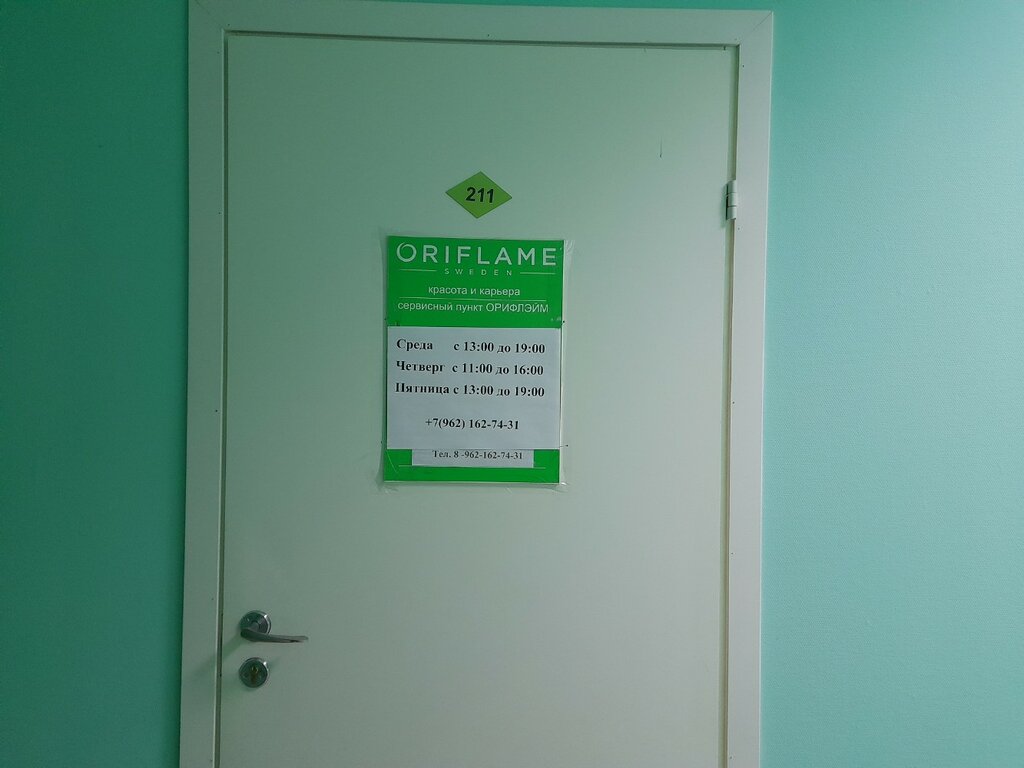 211
ORIFLAME
SWEDEN
красота и карьера
сервисный пункт ОРИФЛЭЙМ
Среда с 13:00 до 19:00
Четверг с 11:00 до 16:00
Пятница с 13:00 до 19:00
+7(962) 162-74-31
Тел. 8 -962-162-74-31